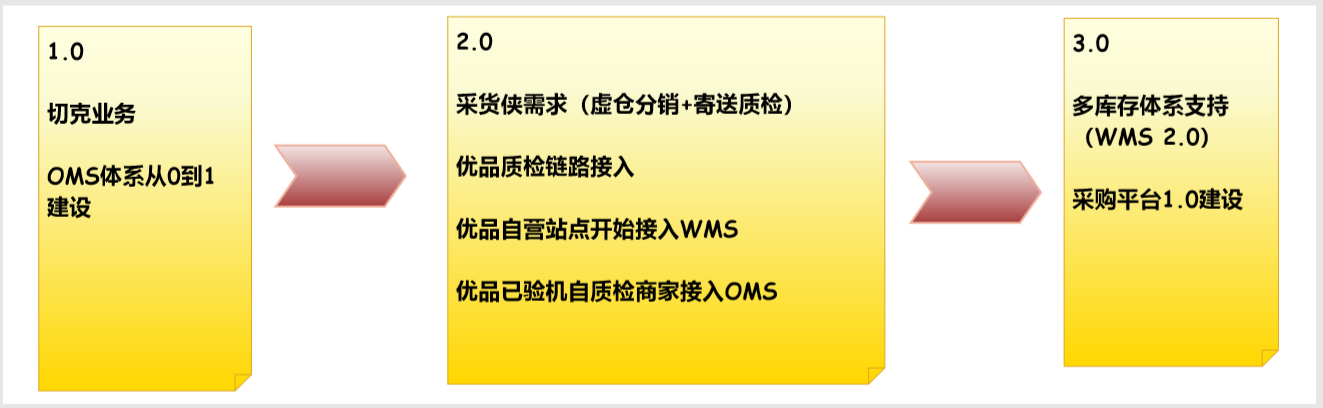 1.0
切克业务
OMS体系从0到1
建设
2.0
采货侠需求（虚仓分销+寄送质检）
优品质检链路接入
优品自营站点开始接入WMS
优品已验机自质检商家接入OMS
3.0
多库存体系支持
（WMS 2.0）
采购平台1.0建设